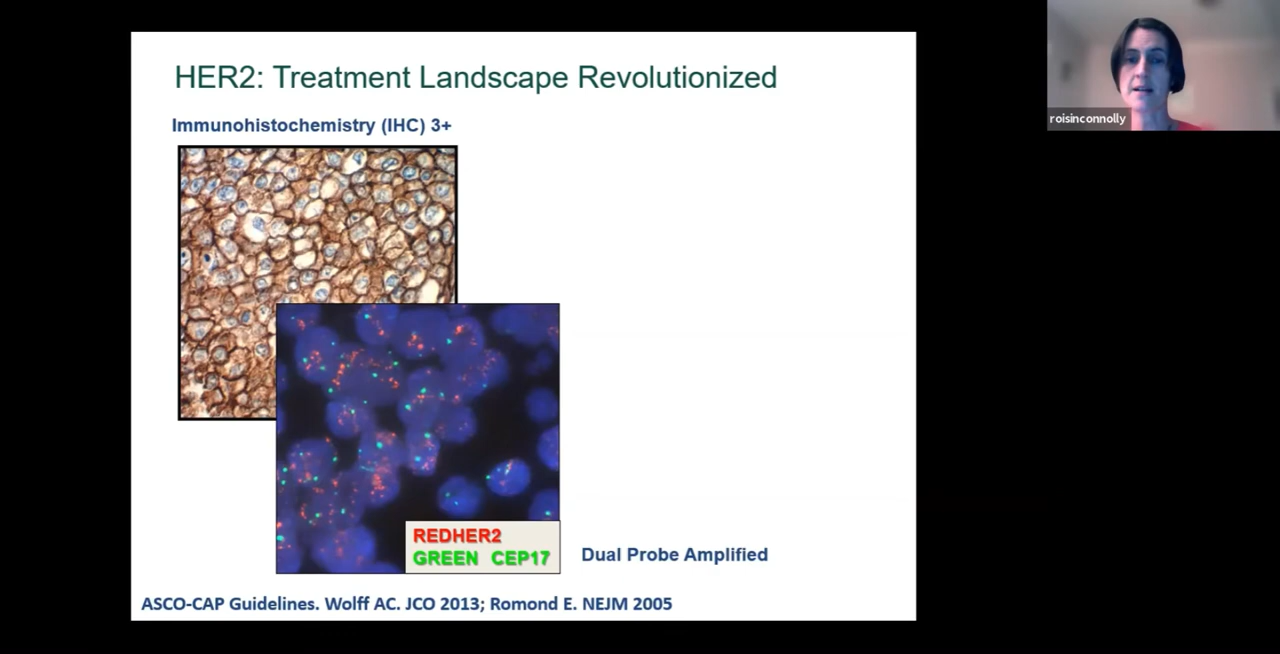 HER2: Treatment Landscape Revolutionized
roisinconnolly
Immunohistochemistry (IHC) 3+
REDHER2
GREEN CEP17
Dual Probe Amplified
ASCO-CAP Guidelines. Wolff AC. JCO 2013; Romond E. NEJM 2005